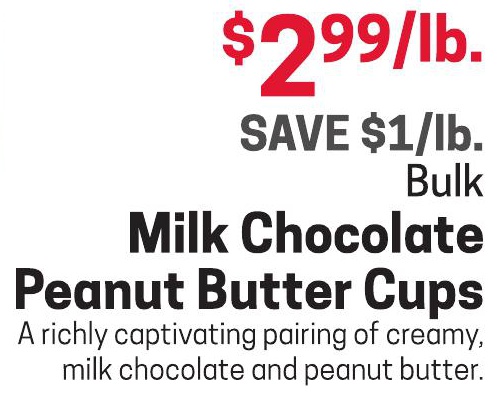 $2.99/lb.
SAVE $1/lb.
Bulk
Milk Chocolate
Peanut Butter Cups
A richly captivating pairing of creamy,
milk chocolate and peanut butter.